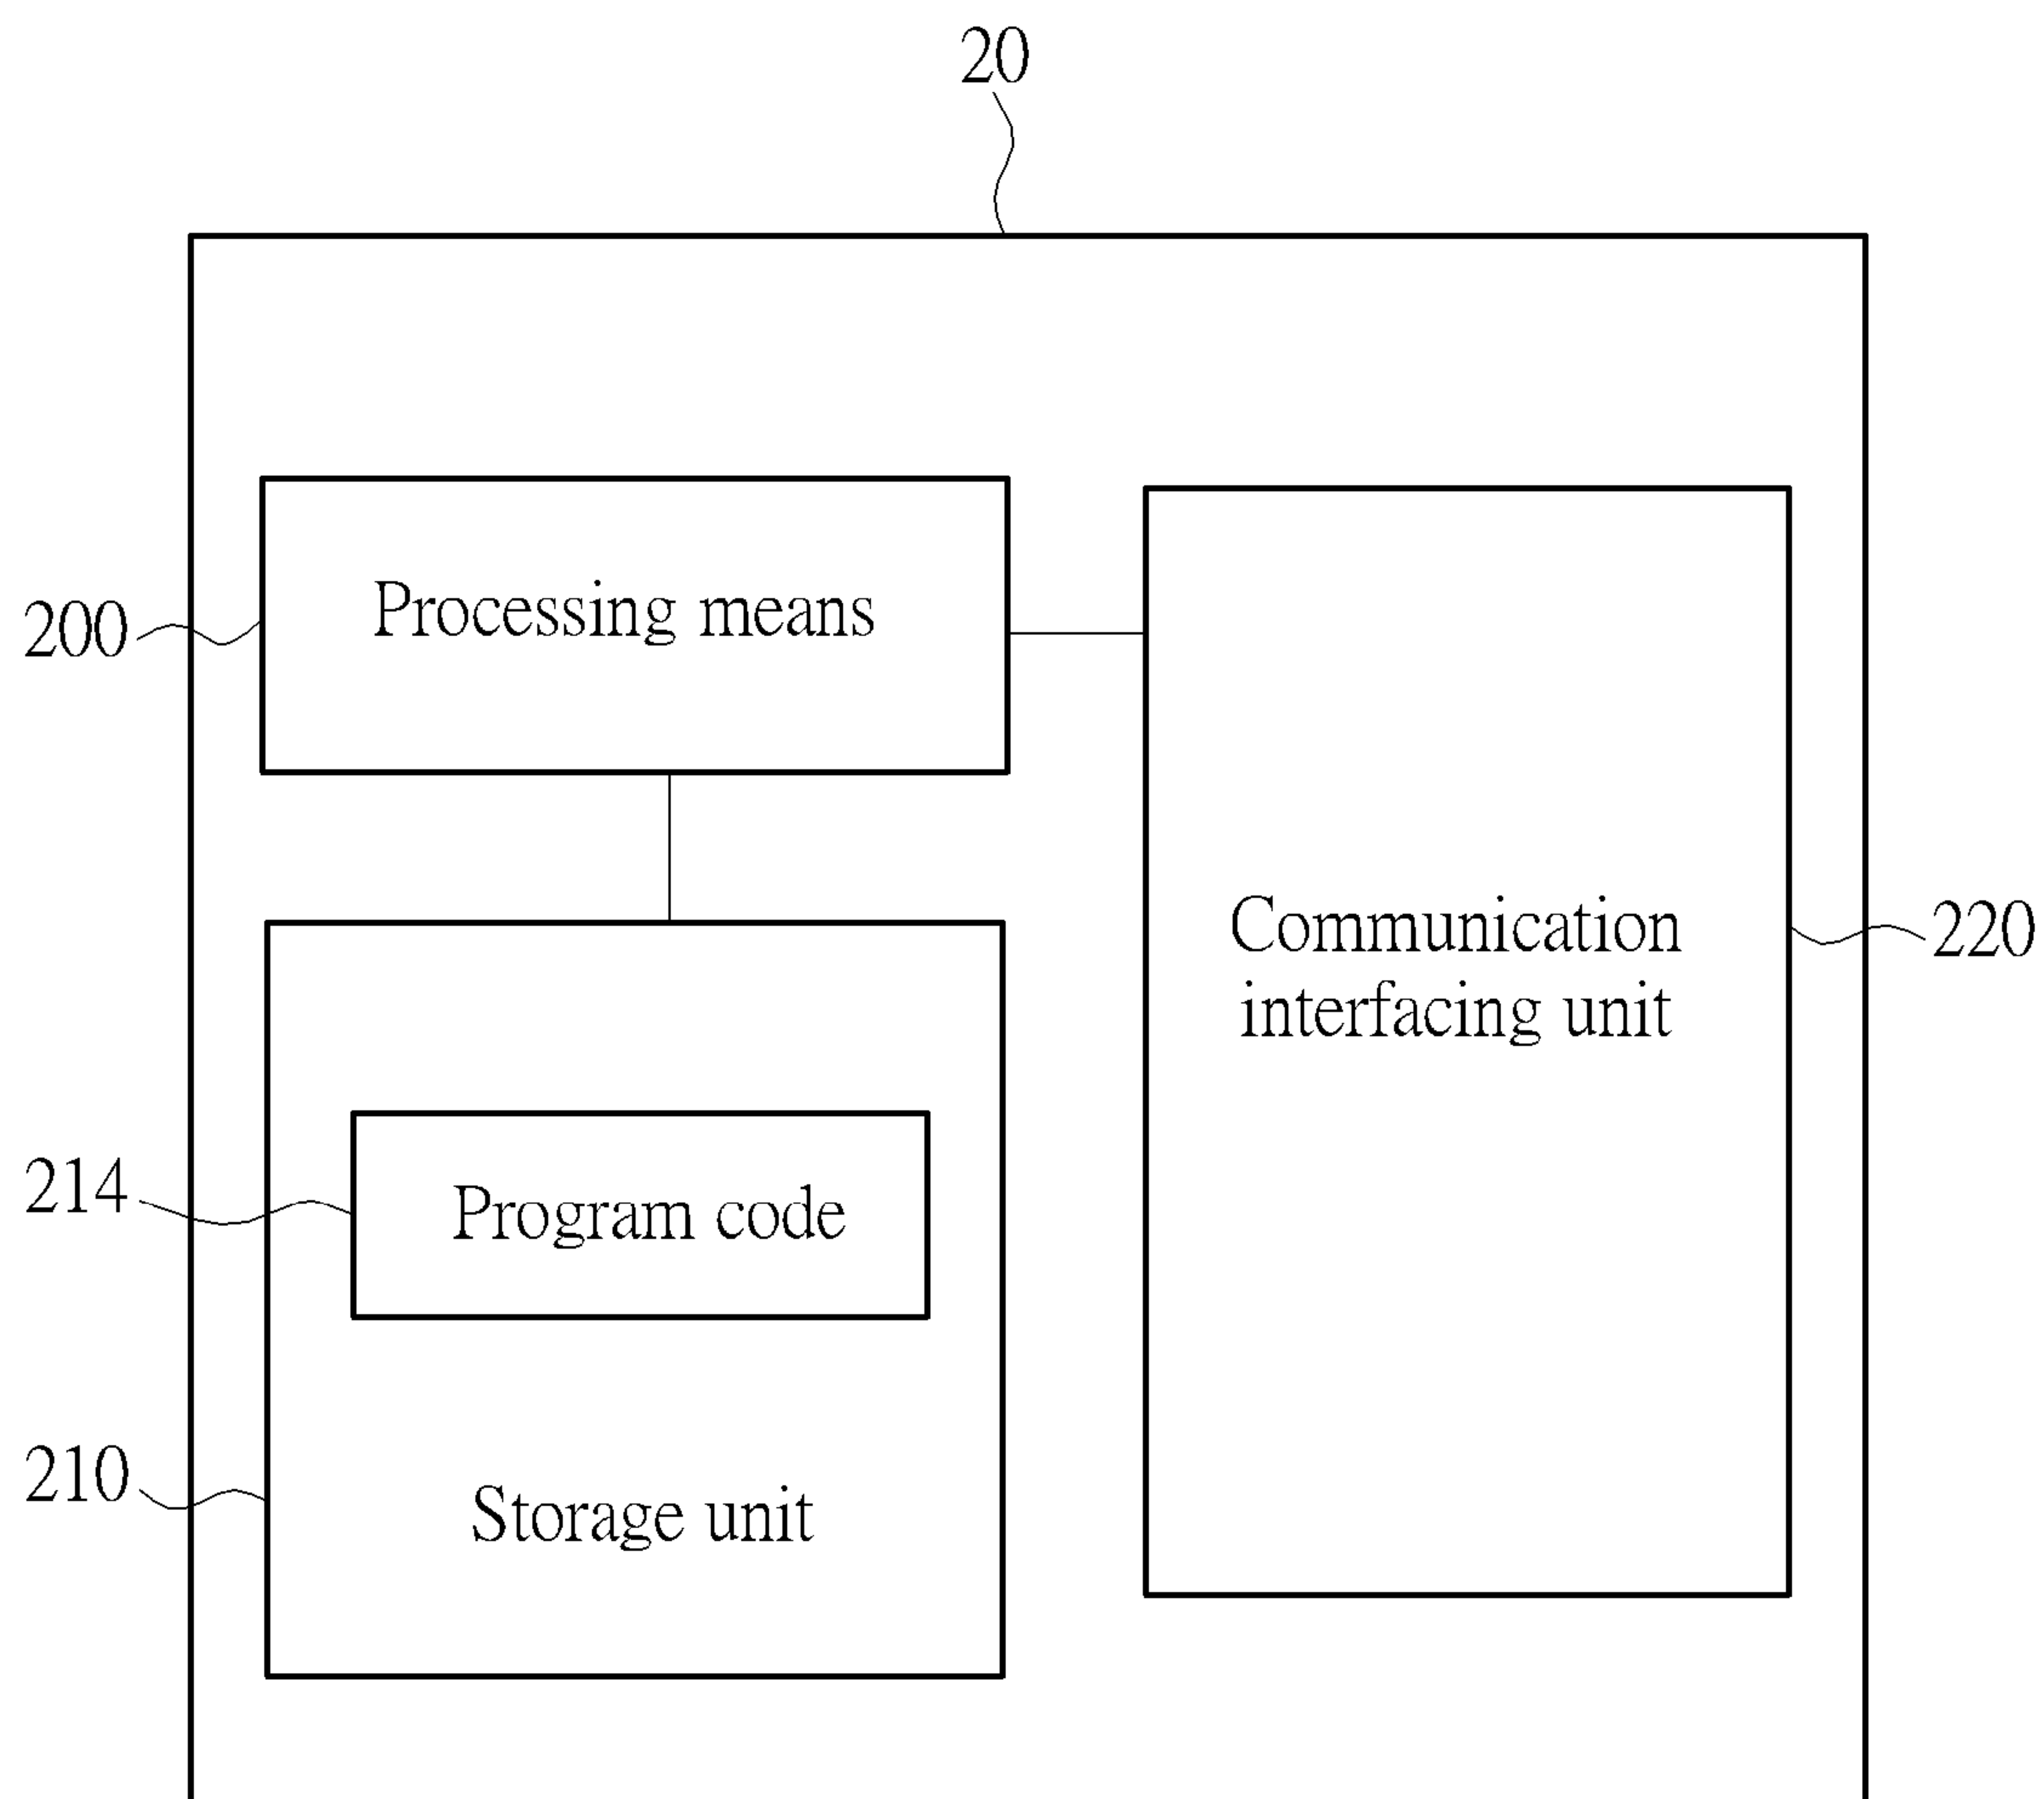 20
200
Processing means
Communication
interfacing unit
220
214
Program code
210
Storage unit